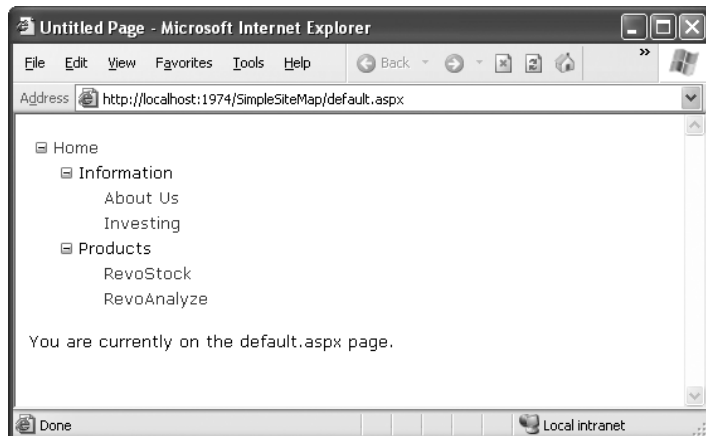 Untitled Page - Microsoft Internet Explorer
File Edit View Favorites Tools Help Back »
Address http://localhost:1974/SimpleSiteMap/default.aspx
Home
Information
About Us
Investing
Products
RevoStock
RevoAnalyze
You are currently on the default.aspx page.
Done Local intranet